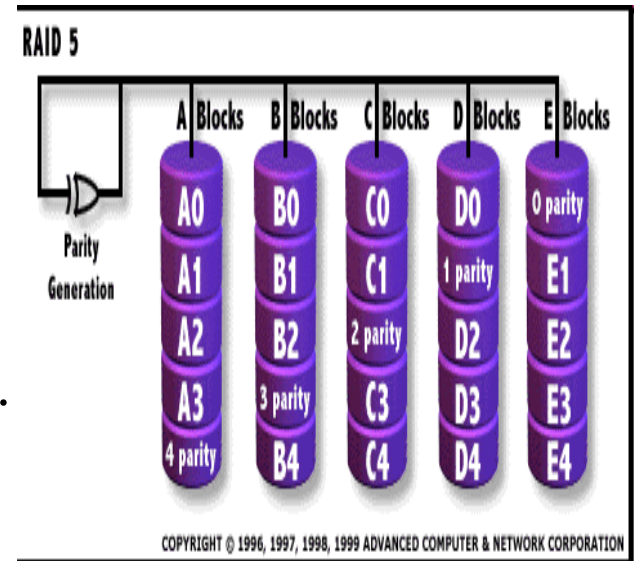 RAID 5
A Blocks B Blocks C Blocks D Blocks E Blocks
A0 B0 C0 D0 0 parity
Parity
Generation
A1 B1 C1 1 parity E1
A2 B2 2 parity D2 E2
A3 3 parity C3 D3 E3
4 parity B4 C4 D4 E4
COPYRIGHT © 1996, 1997, 1998, 1999 ADVANCED COMPUTER & NETWORK CORPORATION